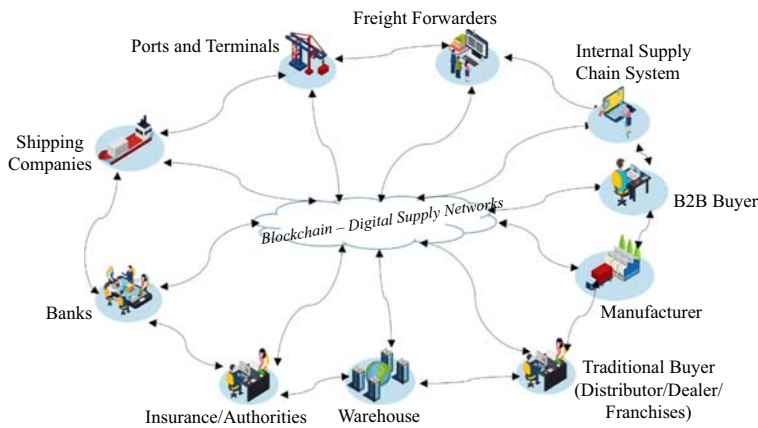 Freight Forwarders
Ports and Terminals
Internal Supply
Chain System
Shipping
Companies
B2B Buyer
Blockchain – Digital Supply Networks
Banks
Manufacturer
Traditional Buyer
(Distributor/Dealer/
Franchises)
Insurance/Authorities
Warehouse